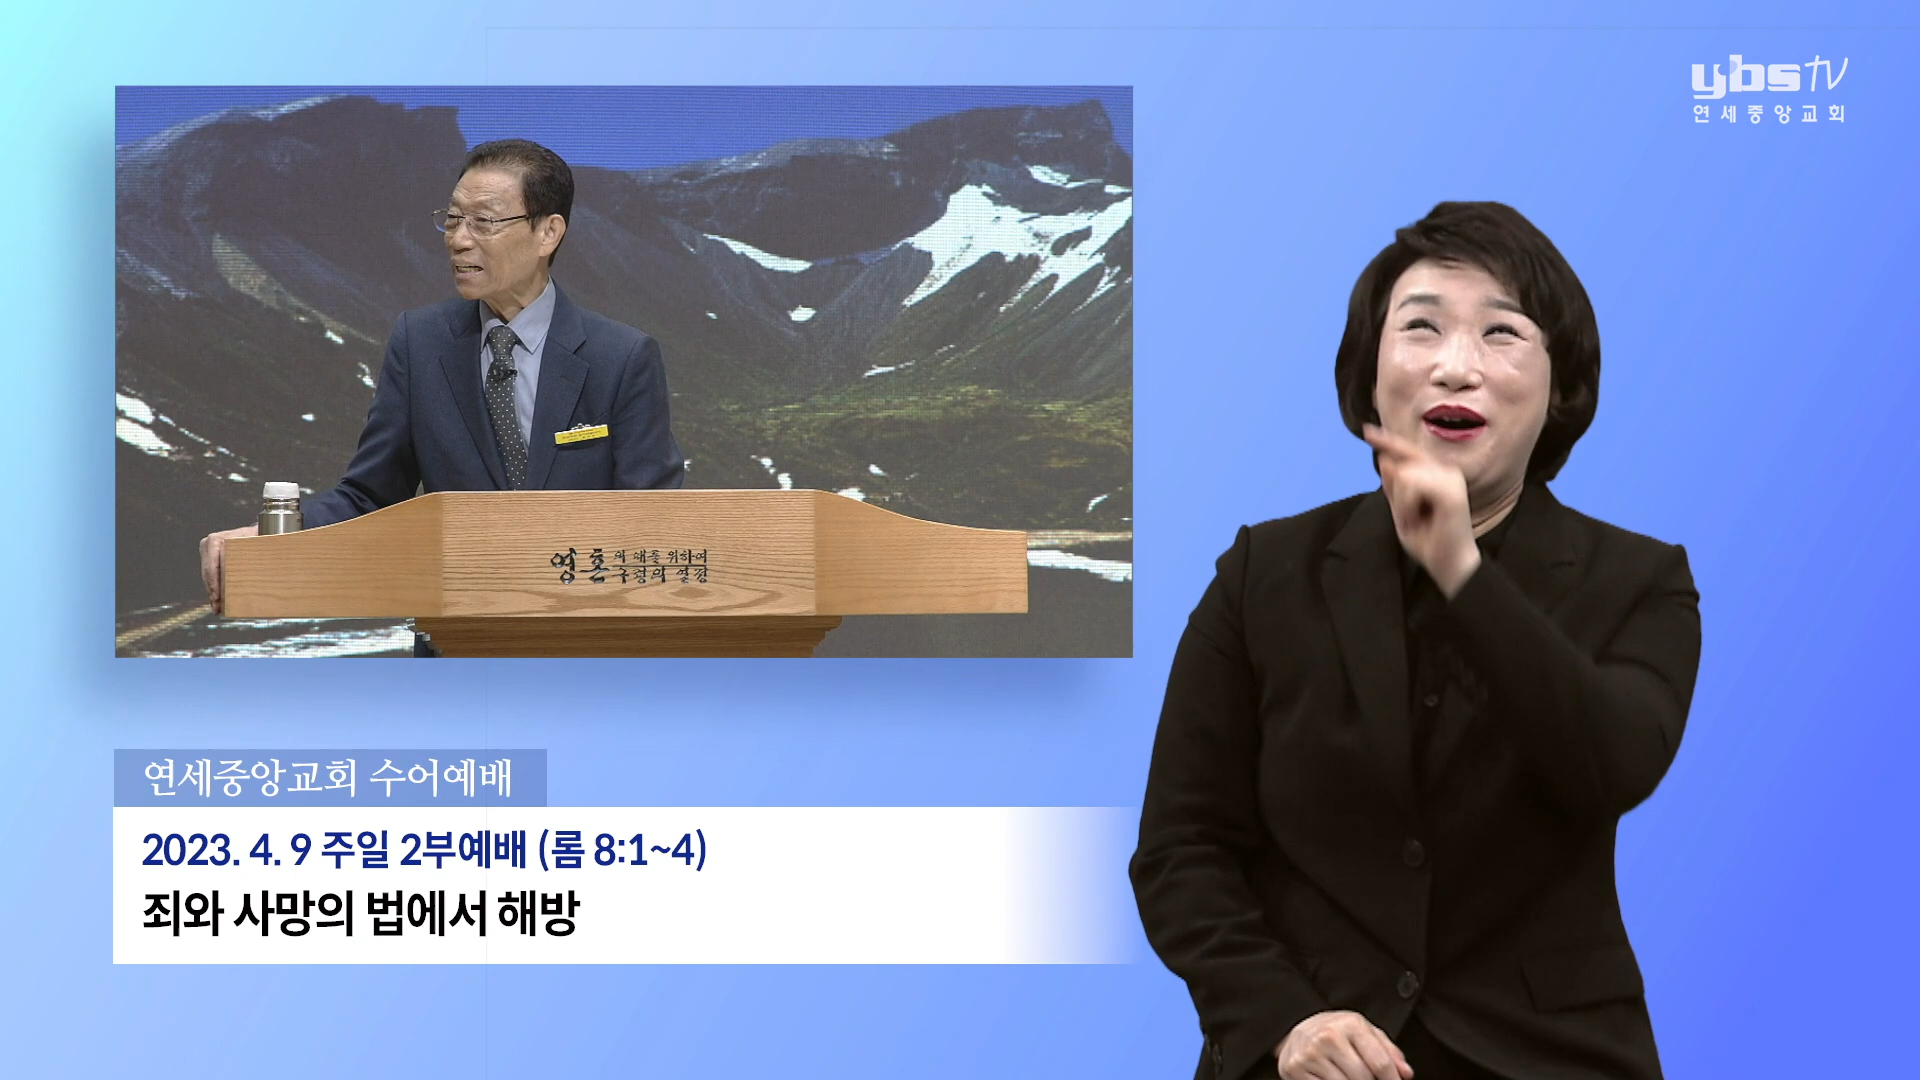 ybsTV
연세중앙교회
영혼의 때를 위하여
구령의 열정
연세중앙교회 수어예배
2023. 4. 9 주일 2부예배 (롬 8:1~4)
죄와 사망의 법에서 해방